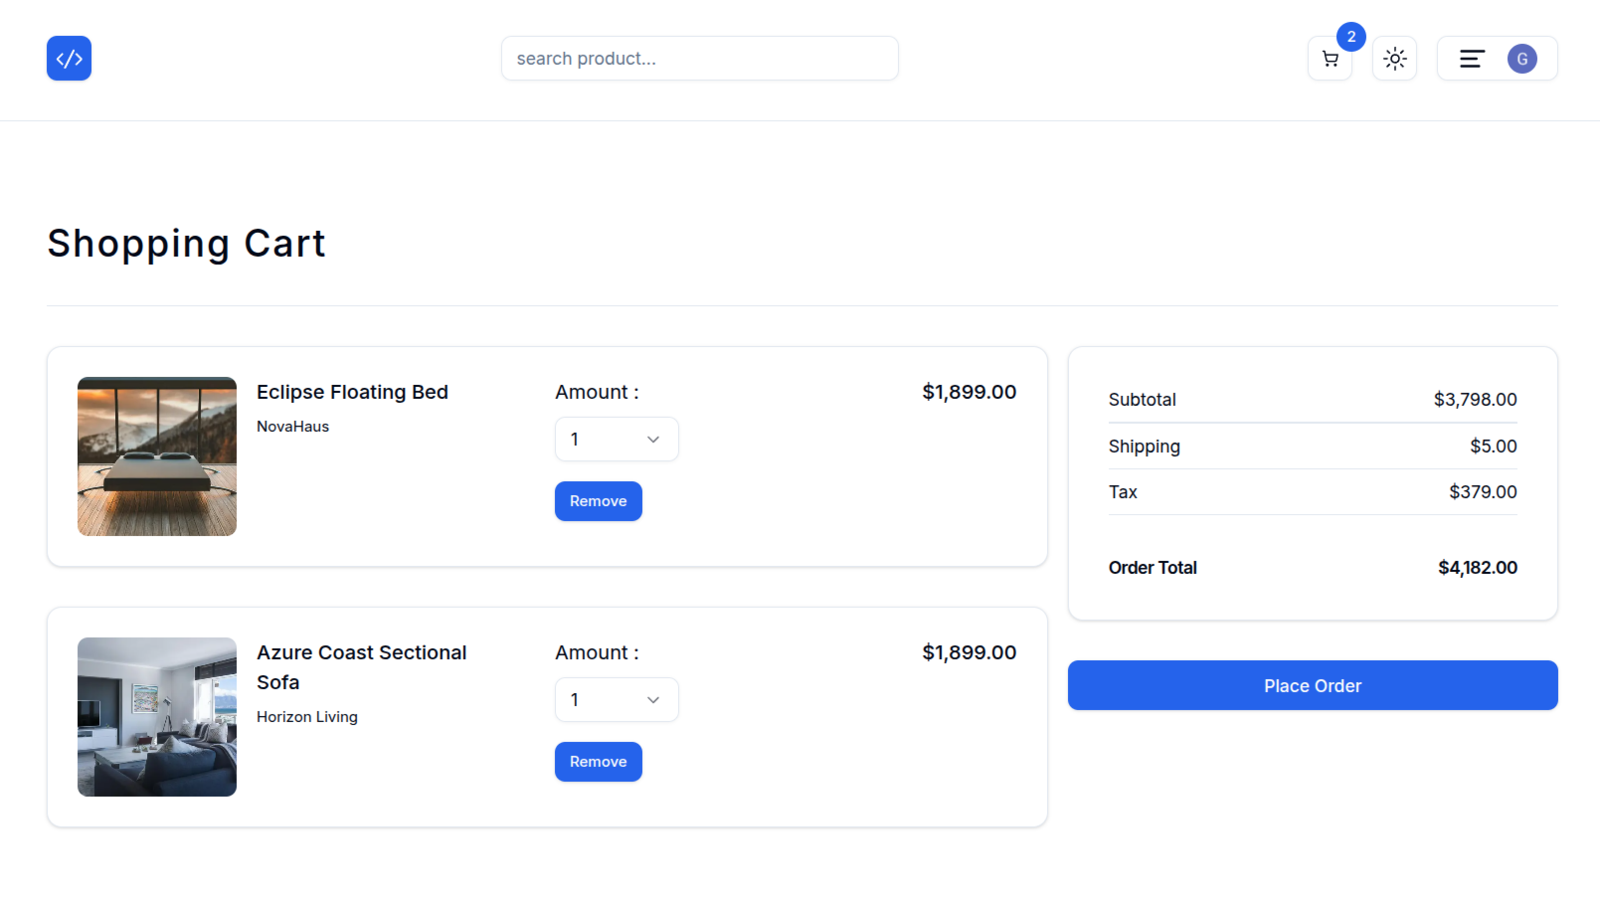 </>
search product...
2
G
Shopping Cart
Eclipse Floating Bed
NovaHaus
Amount :
1
Remove
$1,899.00
Azure Coast Sectional
Sofa
Horizon Living
Amount :
1
Remove
$1,899.00
Subtotal $3,798.00
Shipping $5.00
Tax $379.00
Order Total $4,182.00
Place Order